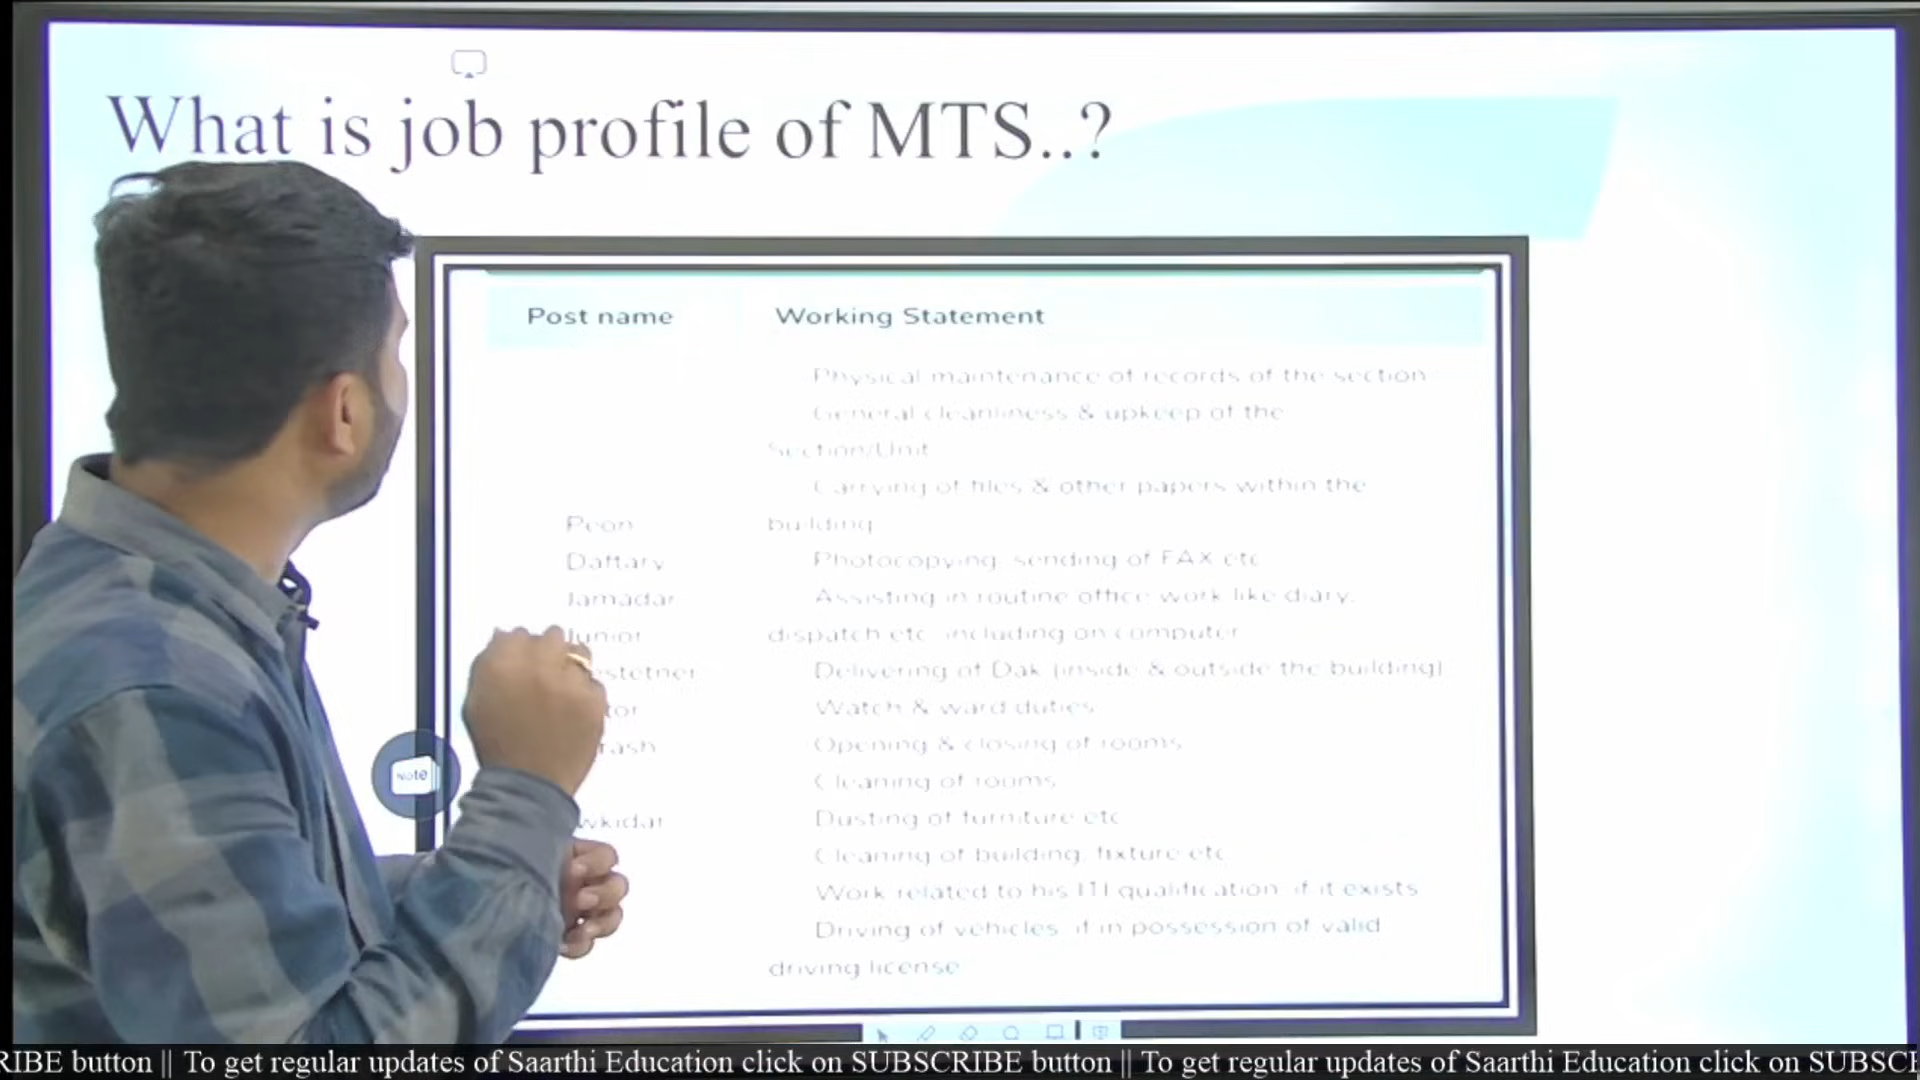 What is job profile of MTS..?
Post name
Working Statement
Physical maintenance of records of the section
General cleanliness & upkeep of the
Section/Unit
Carrying of files & other papers within the
Peon
building
Daftary
Photocopying, sending of FAX etc
Jamadar
Assisting in routine office work like diary,
Junior
dispatch etc. including on computer
stetner
Delivering of Dak (inside & outside the building)
tor
Watch & ward duties
rash
Opening & closing of rooms
Cleaning of rooms
wkidar
Dusting of furniture etc
Cleaning of building, fixture etc
Work related to his ITI qualification, if it exists
Driving of vehicles, if in possession of valid
driving license
Note
RIBE button || To get regular updates of Saarthi Education click on SUBSCRIBE button || To get regular updates of Saarthi Education click on SUBSC